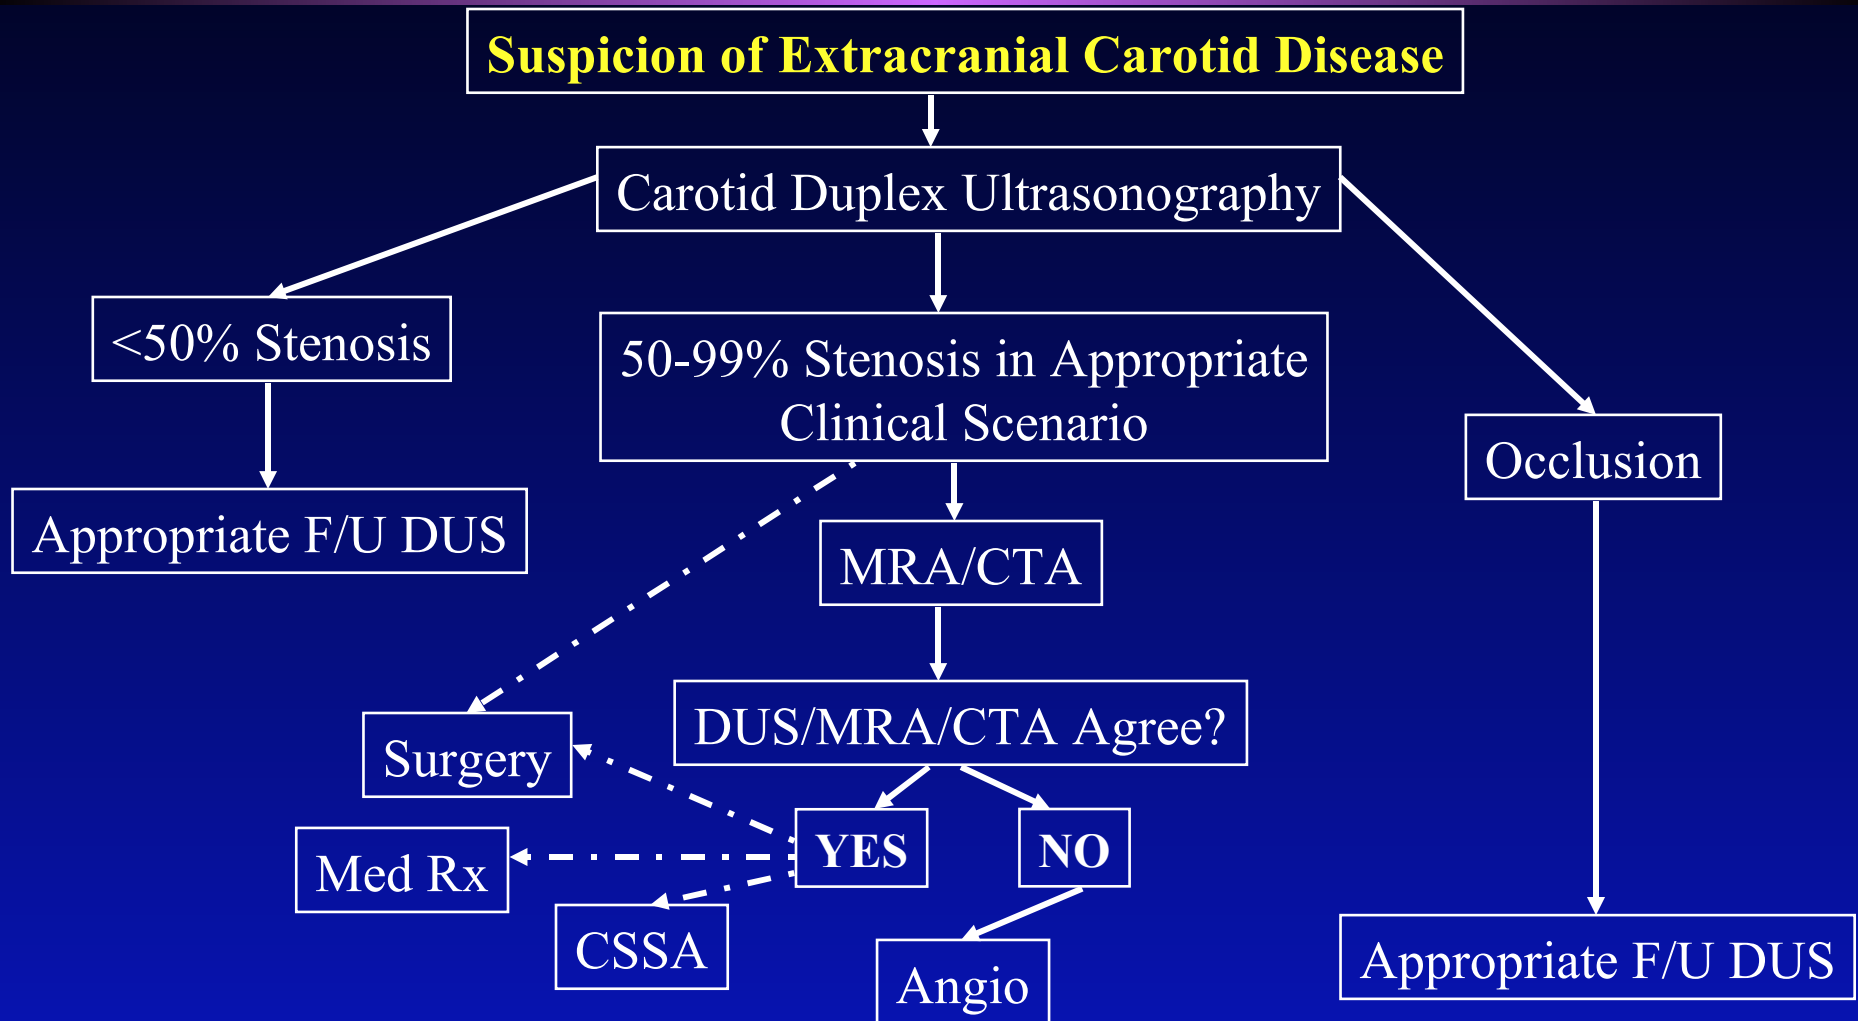 Suspicion of Extracranial Carotid Disease
Carotid Duplex Ultrasonography
<50% Stenosis
50-99% Stenosis in Appropriate
Clinical Scenario
Occlusion
Appropriate F/U DUS
MRA/CTA
DUS/MRA/CTA Agree?
Surgery
YES
NO
Med Rx
CSSA
Angio
Appropriate F/U DUS